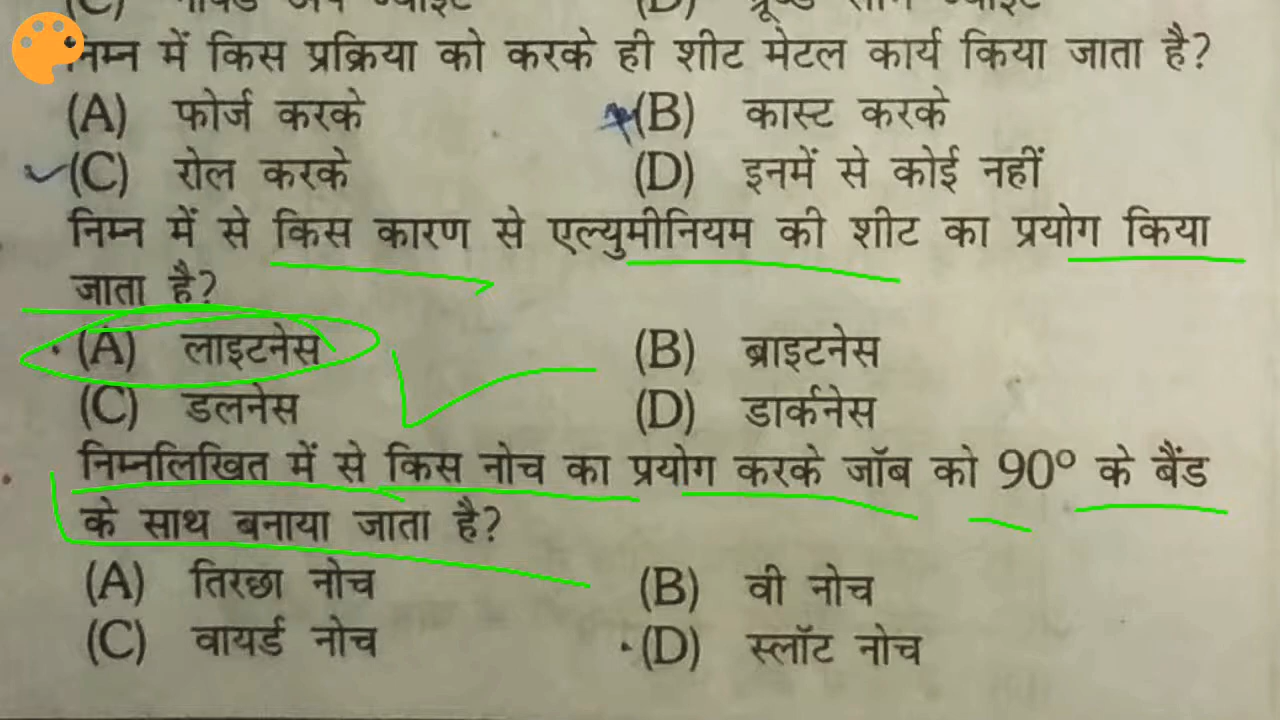 निम्न में किस प्रक्रिया को करके ही शीट मेटल कार्य किया जाता है?
(A) फोर्ज करके (B) कास्ट करके
(C) रोल करके (D) इनमें से कोई नहीं
निम्न में से किस कारण से एल्युमीनियम की शीट का प्रयोग किया
जाता है?
(A) लाइटनेस (B) ब्राइटनेस
(C) डलनेस (D) डार्कनेस
निम्नलिखित में से किस नोच का प्रयोग करके जॉब को 90° के बैंड
के साथ बनाया जाता है?
(A) तिरछा नोच (B) वी नोच
(C) वायर्ड नोच (D) स्लॉट नोच